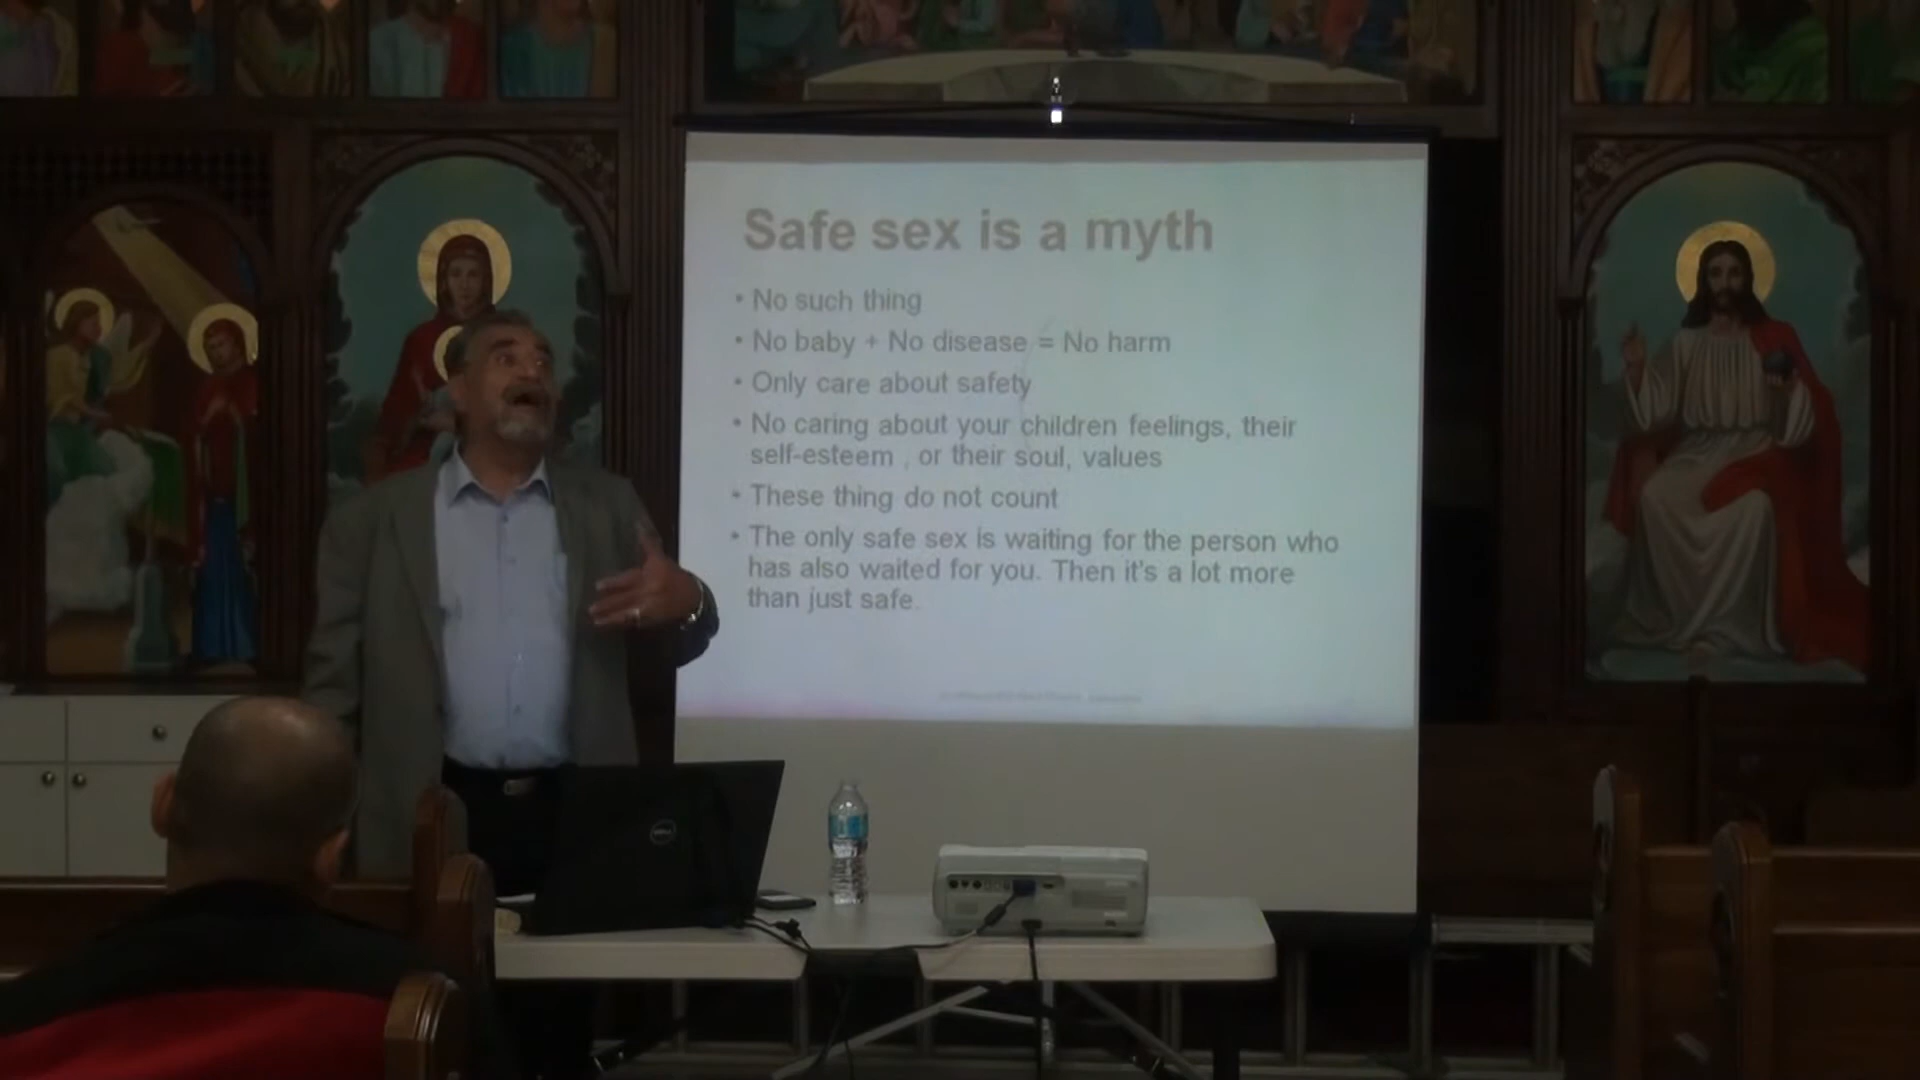 Safe sex is a myth
• No such thing
• No baby + No disease = No harm
• Only care about safety
• No caring about your children feelings, their
self-esteem , or their soul, values
• These thing do not count
• The only safe sex is waiting for the person who
has also waited for you. Then it's a lot more
than just safe.
DELL